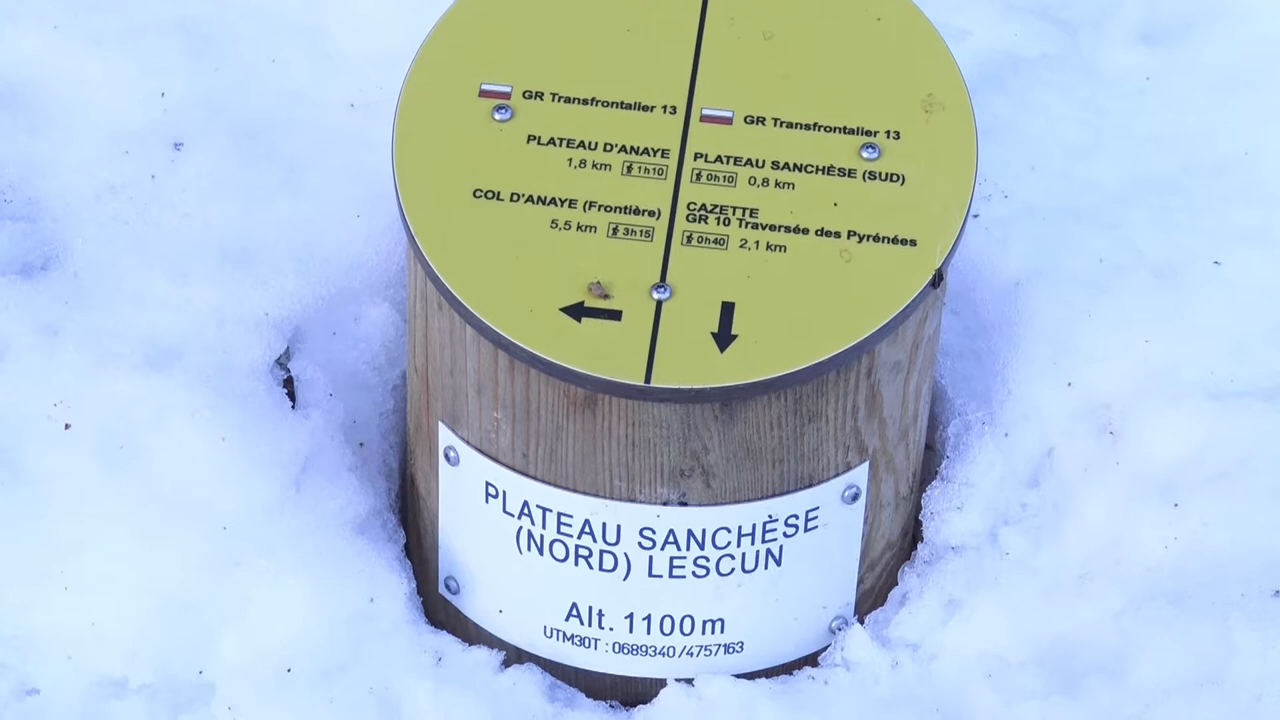 GR Transfrontalier 13
PLATEAU D'ANAYE
1,8 km 1h10
COL D'ANAYE (Frontière)
5,5 km 3h15
GR Transfrontalier 13
PLATEAU SANCHÈSE (SUD)
0h10 0,8 km
CAZETTE
GR 10 Traversée des Pyrénées
0h40 2,1 km
PLATEAU SANCHÈSE
(NORD) LESCUN
Alt. 1100m
UTM30T : 0689340/4757163